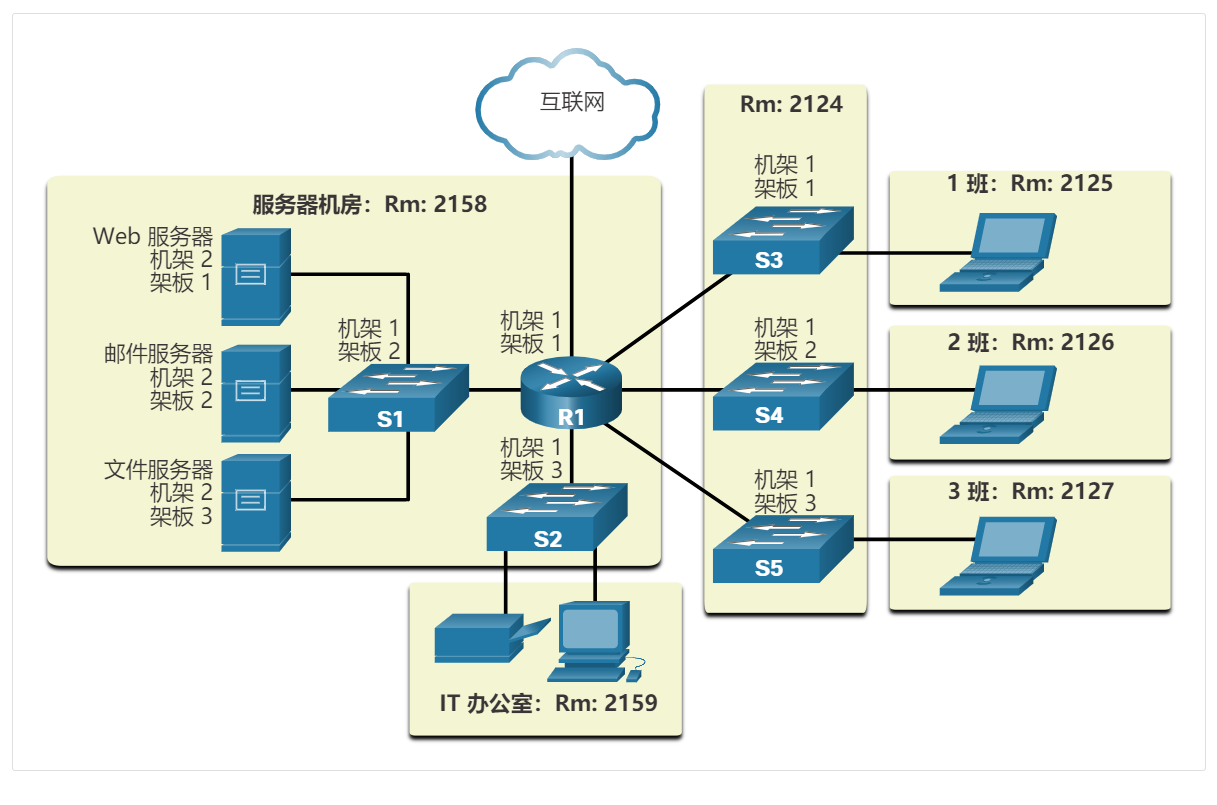 互联网
服务器机房：Rm: 2158
Web 服务器
机架 2
架板 1
邮件服务器
机架 2
架板 2
文件服务器
机架 2
架板 3
机架 1
架板 2
S1
机架 1
架板 1
R1
机架 1
架板 3
S2
IT 办公室：Rm: 2159
Rm: 2124
机架 1
架板 1
S3
机架 1
架板 2
S4
机架 1
架板 3
S5
1 班：Rm: 2125
2 班：Rm: 2126
3 班：Rm: 2127